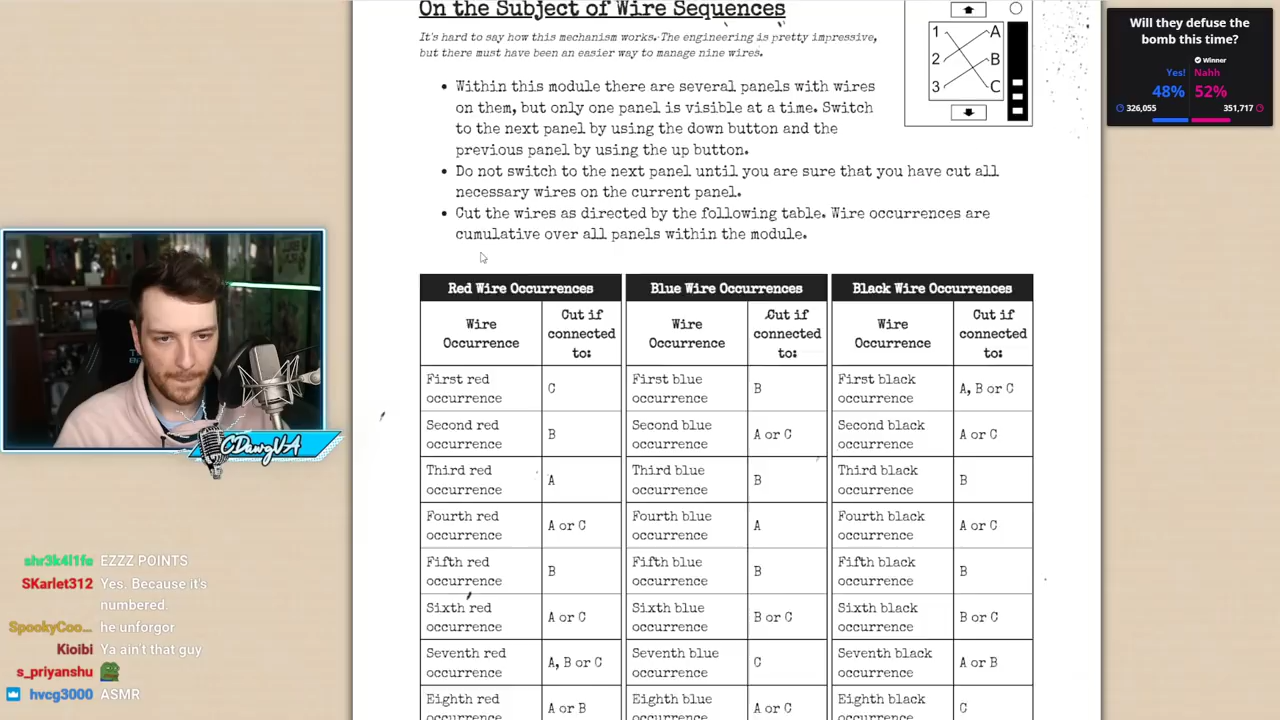 On the Subject of Wire Sequences
It's hard to say how this mechanism works. The engineering is pretty impressive,
but there must have been an easier way to manage nine wires.
1 A
2 B
3 C
Within this module there are several panels with wires
on them, but only one panel is visible at a time. Switch
to the next panel by using the down button and the
previous panel by using the up button.
Do not switch to the next panel until you are sure that you have cut all
necessary wires on the current panel.
Cut the wires as directed by the following table. Wire occurrences are
cumulative over all panels within the module.
Red Wire Occurrences Blue Wire Occurrences Black Wire Occurrences
Wire Occurrence Cut if connected to: Wire Occurrence Cut if connected to: Wire Occurrence Cut if connected to:
First red occurrence C First blue occurrence B First black occurrence A, B or C
Second red occurrence B Second blue occurrence A or C Second black occurrence A or C
Third red occurrence A Third blue occurrence B Third black occurrence B
Fourth red occurrence A or C Fourth blue occurrence A Fourth black occurrence A or C
Fifth red occurrence B Fifth blue occurrence B Fifth black occurrence B
Sixth red occurrence A or C Sixth blue occurrence B or C Sixth black occurrence B or C
Seventh red occurrence A, B or C Seventh blue occurrence C Seventh black occurrence A or B
Eighth red occurrence A or B Eighth blue occurrence A or C Eighth black occurrence C
Will they defuse the
bomb this time?
Winner
Yes! Nahh
48% 52%
326,055 351,717
CDawgVA
shr3k4l1fe EZZZ POINTS
SKarlet312 Yes. Because it's
numbered.
SpookyCoo... he unforgor
Kioibi Ya ain't that guy
s_priyanshu
hvcg3000 ASMR